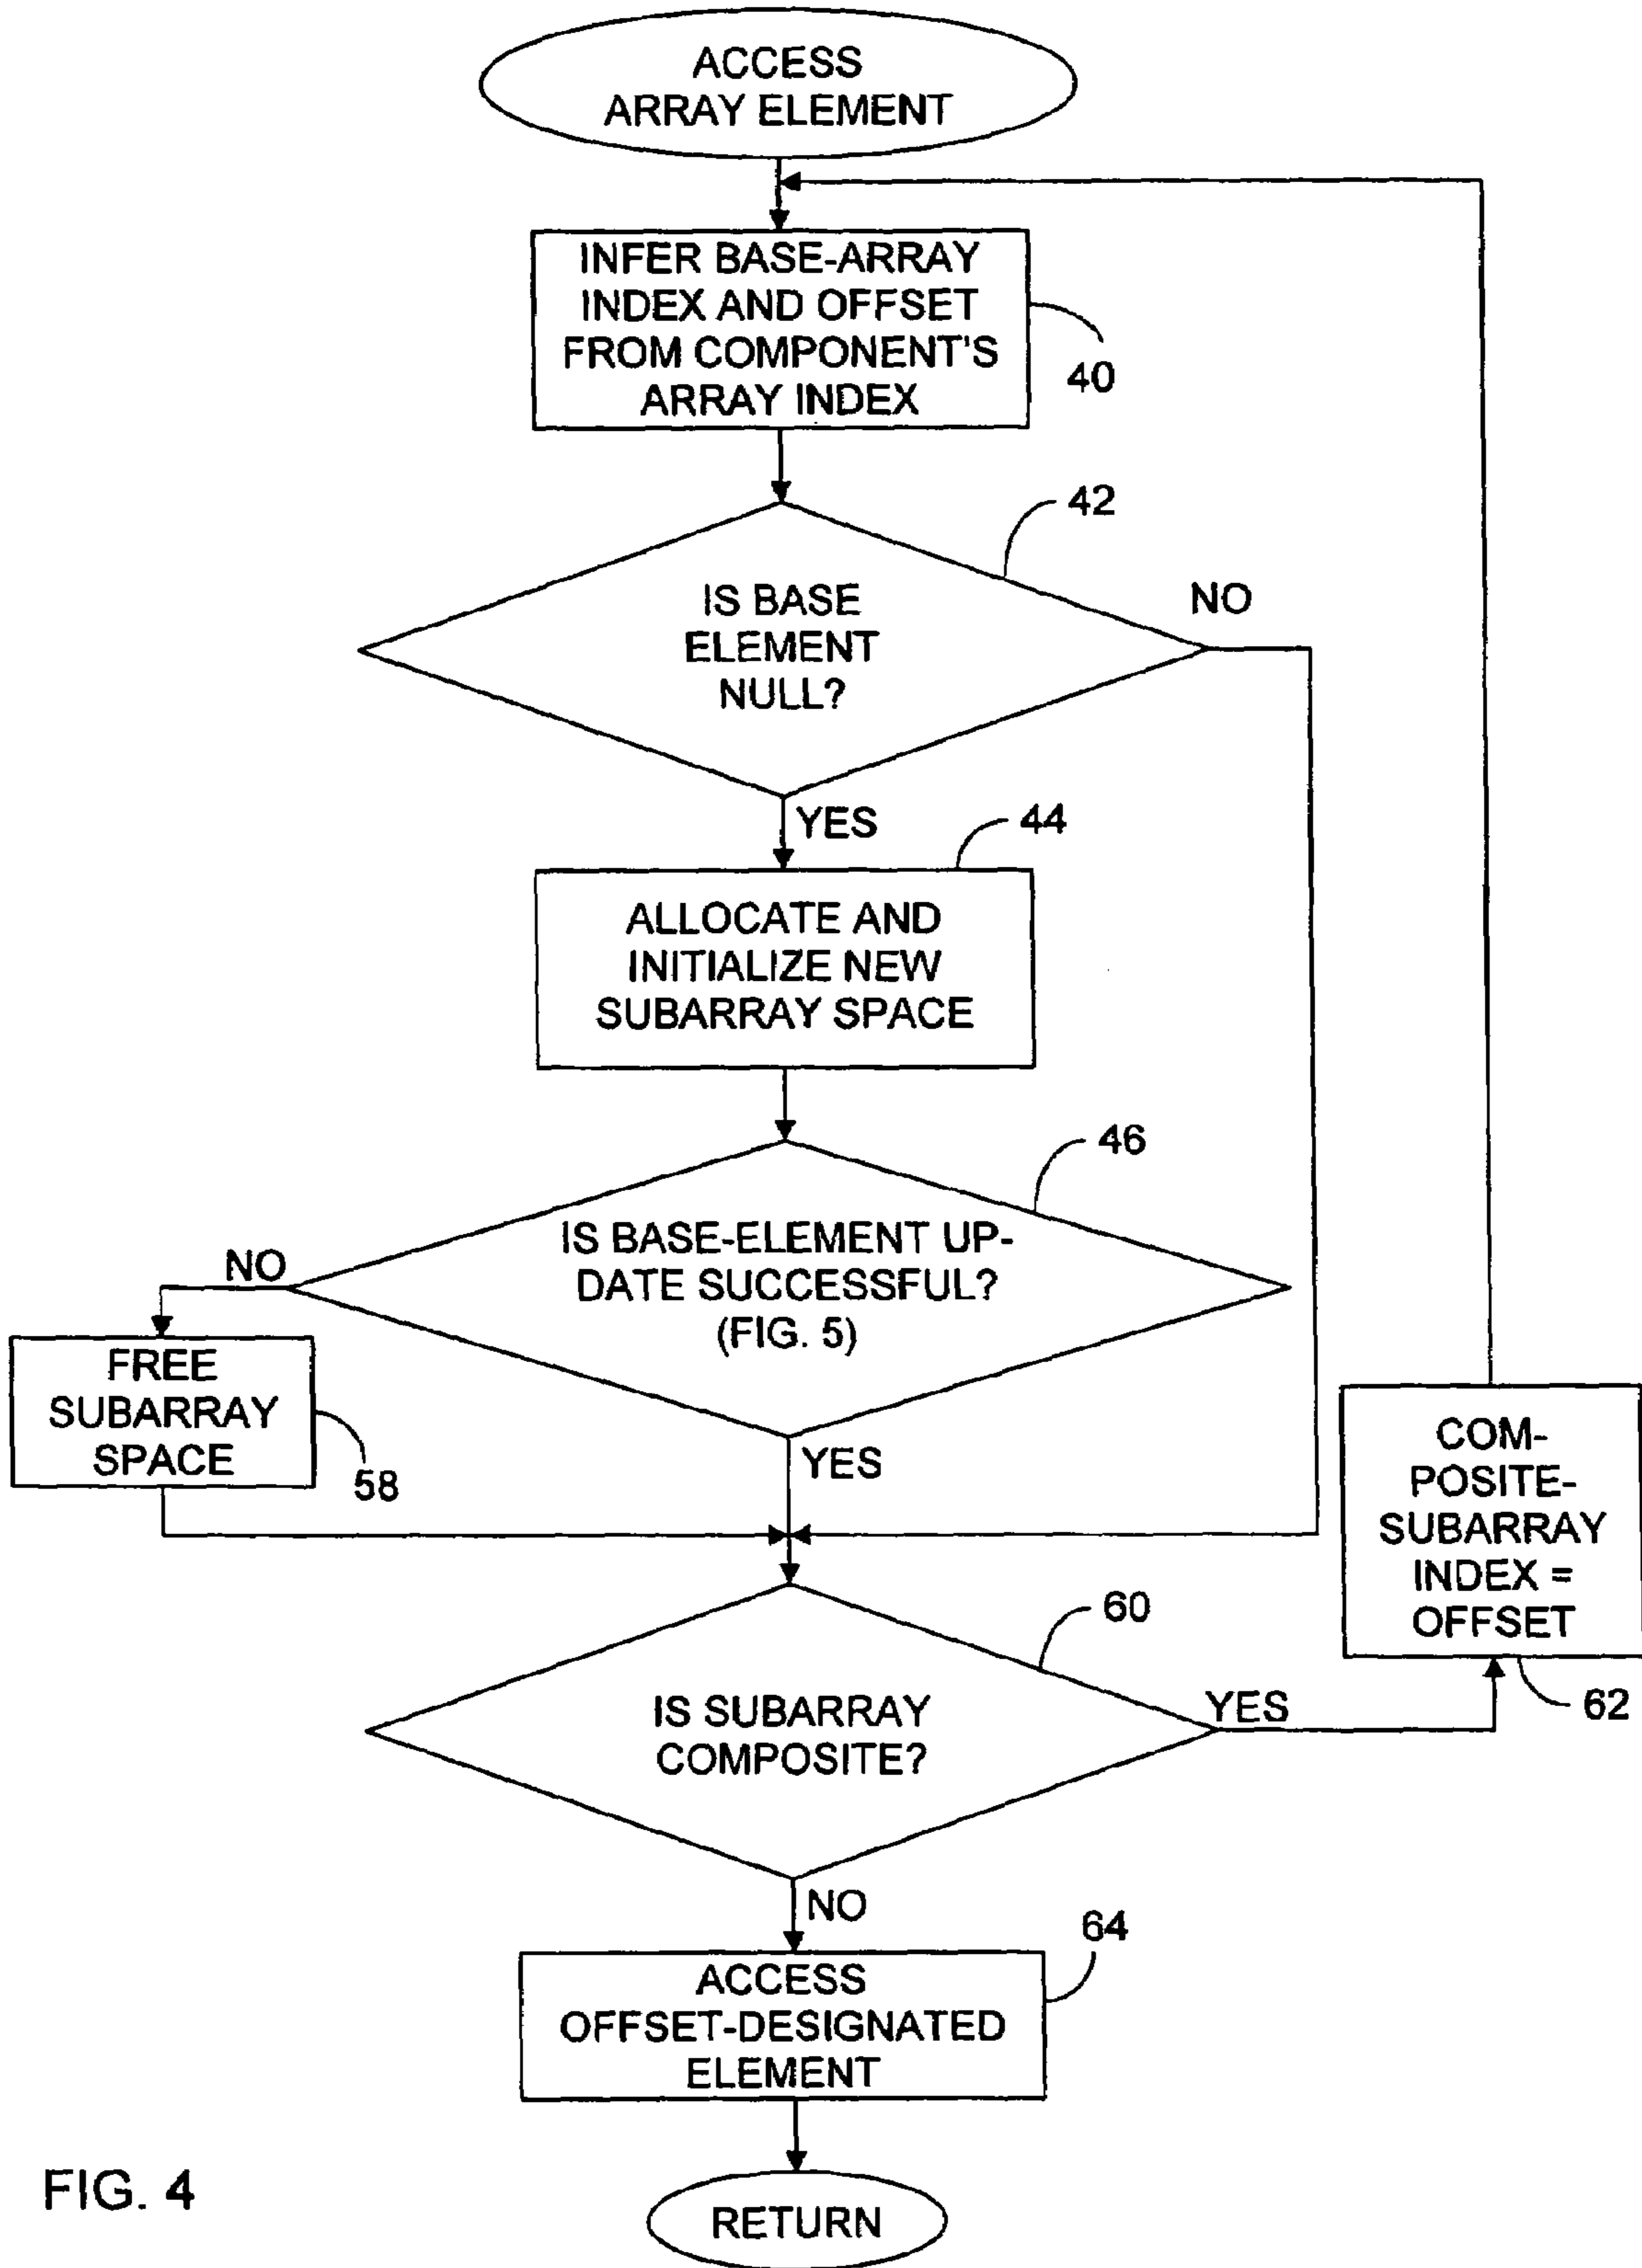 ACCESS
ARRAY ELEMENT
INFER BASE-ARRAY
INDEX AND OFFSET
FROM COMPONENT'S
ARRAY INDEX
40
42
IS BASE
ELEMENT
NULL?
NO
YES
44
ALLOCATE AND
INITIALIZE NEW
SUBARRAY SPACE
46
IS BASE-ELEMENT UP-
DATE SUCCESSFUL?
(FIG. 5)
NO
FREE
SUBARRAY
SPACE
58
YES
COM-
POSITE-
SUBARRAY
INDEX =
OFFSET
62
60
IS SUBARRAY
COMPOSITE?
YES
NO
64
ACCESS
OFFSET-DESIGNATED
ELEMENT
RETURN
FIG. 4